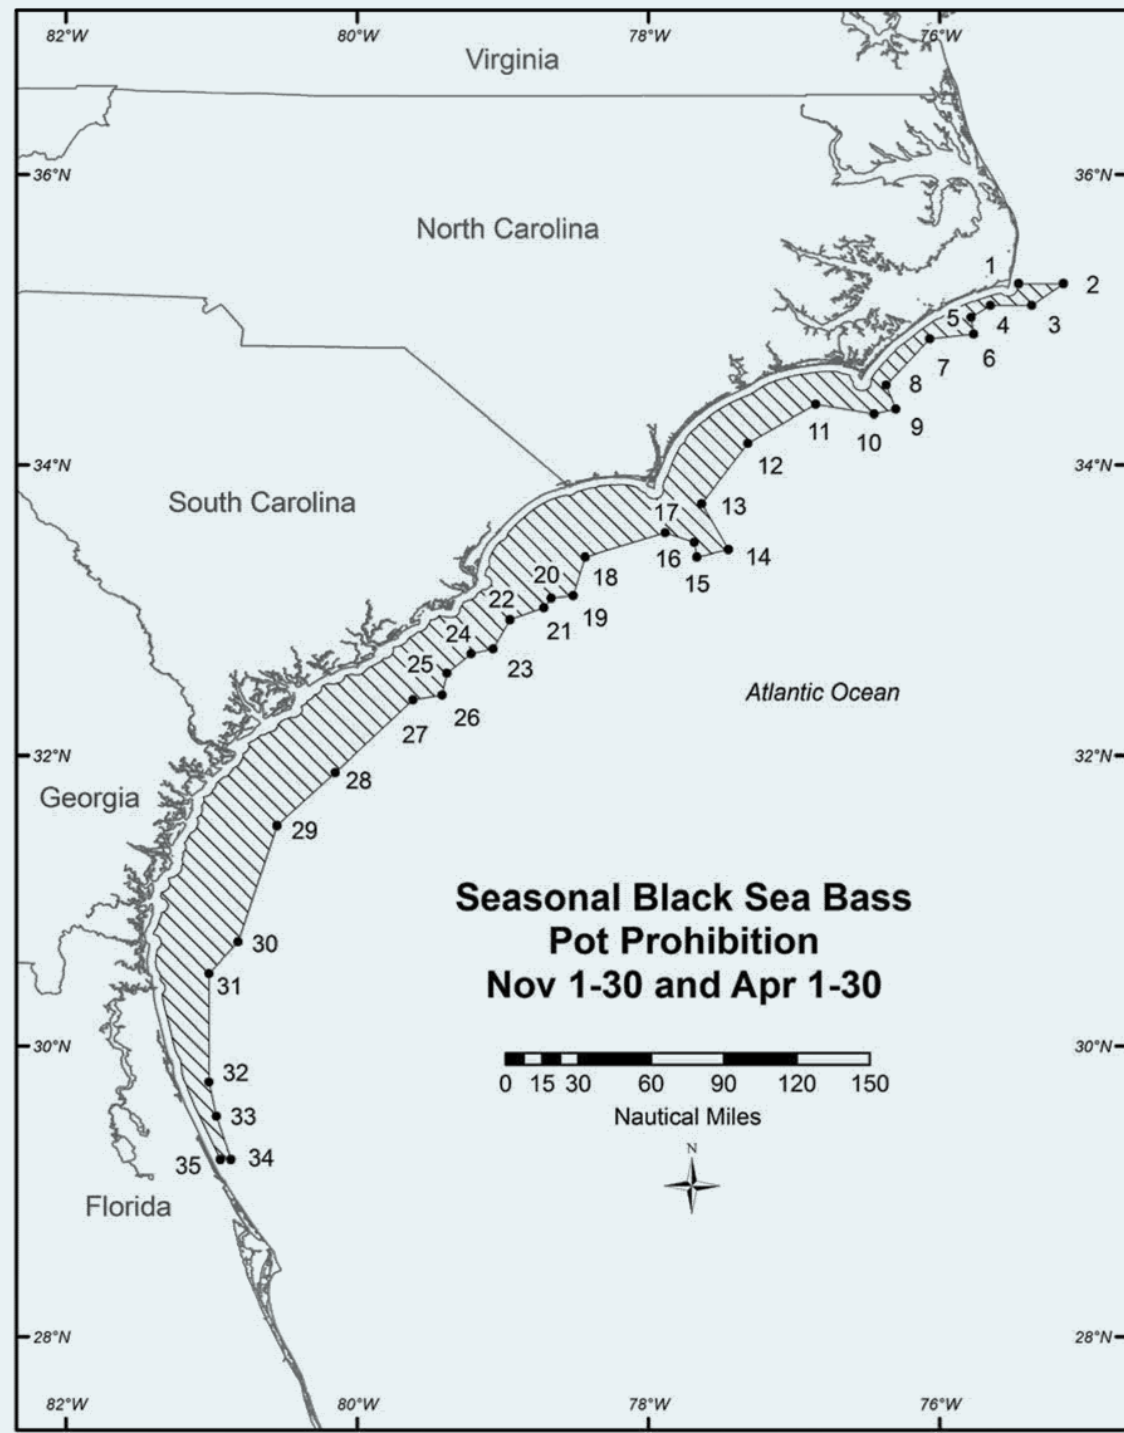 82°W 80°W 78°W 76°W
Virginia
36°N 36°N
North Carolina
1 2
5 4 3
6
7
8
9
10
11
12
34°N 34°N
South Carolina
13
17
14
16
15
18
20
19
22
21
24
23
25
26
Atlantic Ocean
27
32°N 32°N
28
Georgia
29
Seasonal Black Sea Bass
Pot Prohibition
Nov 1-30 and Apr 1-30
30
31
30°N 30°N
32
0 15 30 60 90 120 150
Nautical Miles
33
N
35 34
Florida
28°N 28°N
82°W 80°W 78°W 76°W